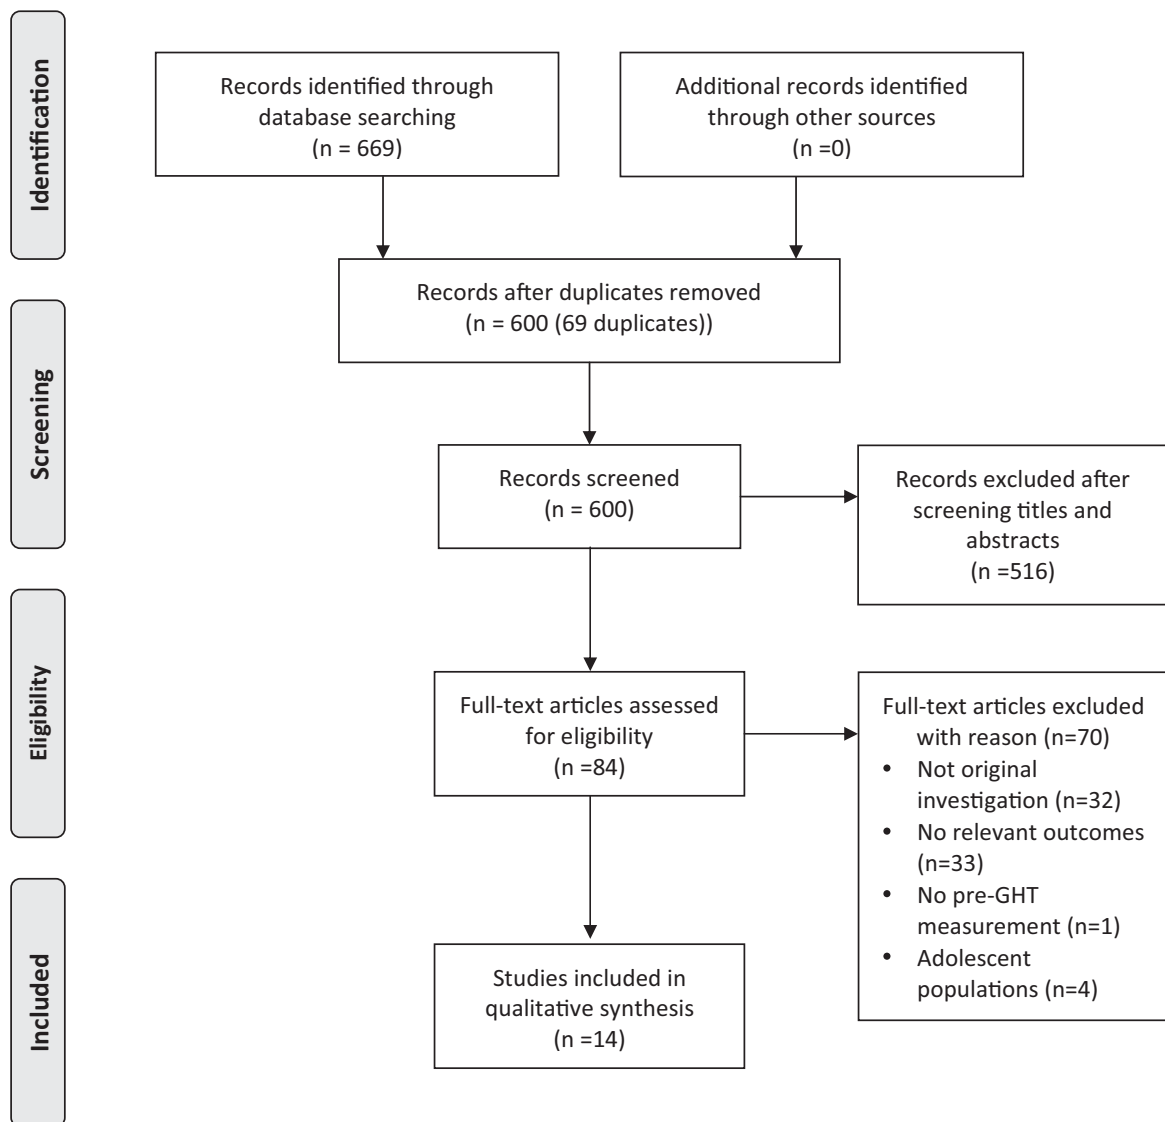 Identification
Records identified through
database searching
(n = 669)
Additional records identified
through other sources
(n =0)
Records after duplicates removed
(n = 600 (69 duplicates))
Screening
Records screened
(n = 600)
Records excluded after
screening titles and
abstracts
(n =516)
Eligibility
Full-text articles assessed
for eligibility
(n =84)
Full-text articles excluded
with reason (n=70)
• Not original
investigation (n=32)
• No relevant outcomes
(n=33)
• No pre-GHT
measurement (n=1)
• Adolescent
populations (n=4)
Included
Studies included in
qualitative synthesis
(n =14)